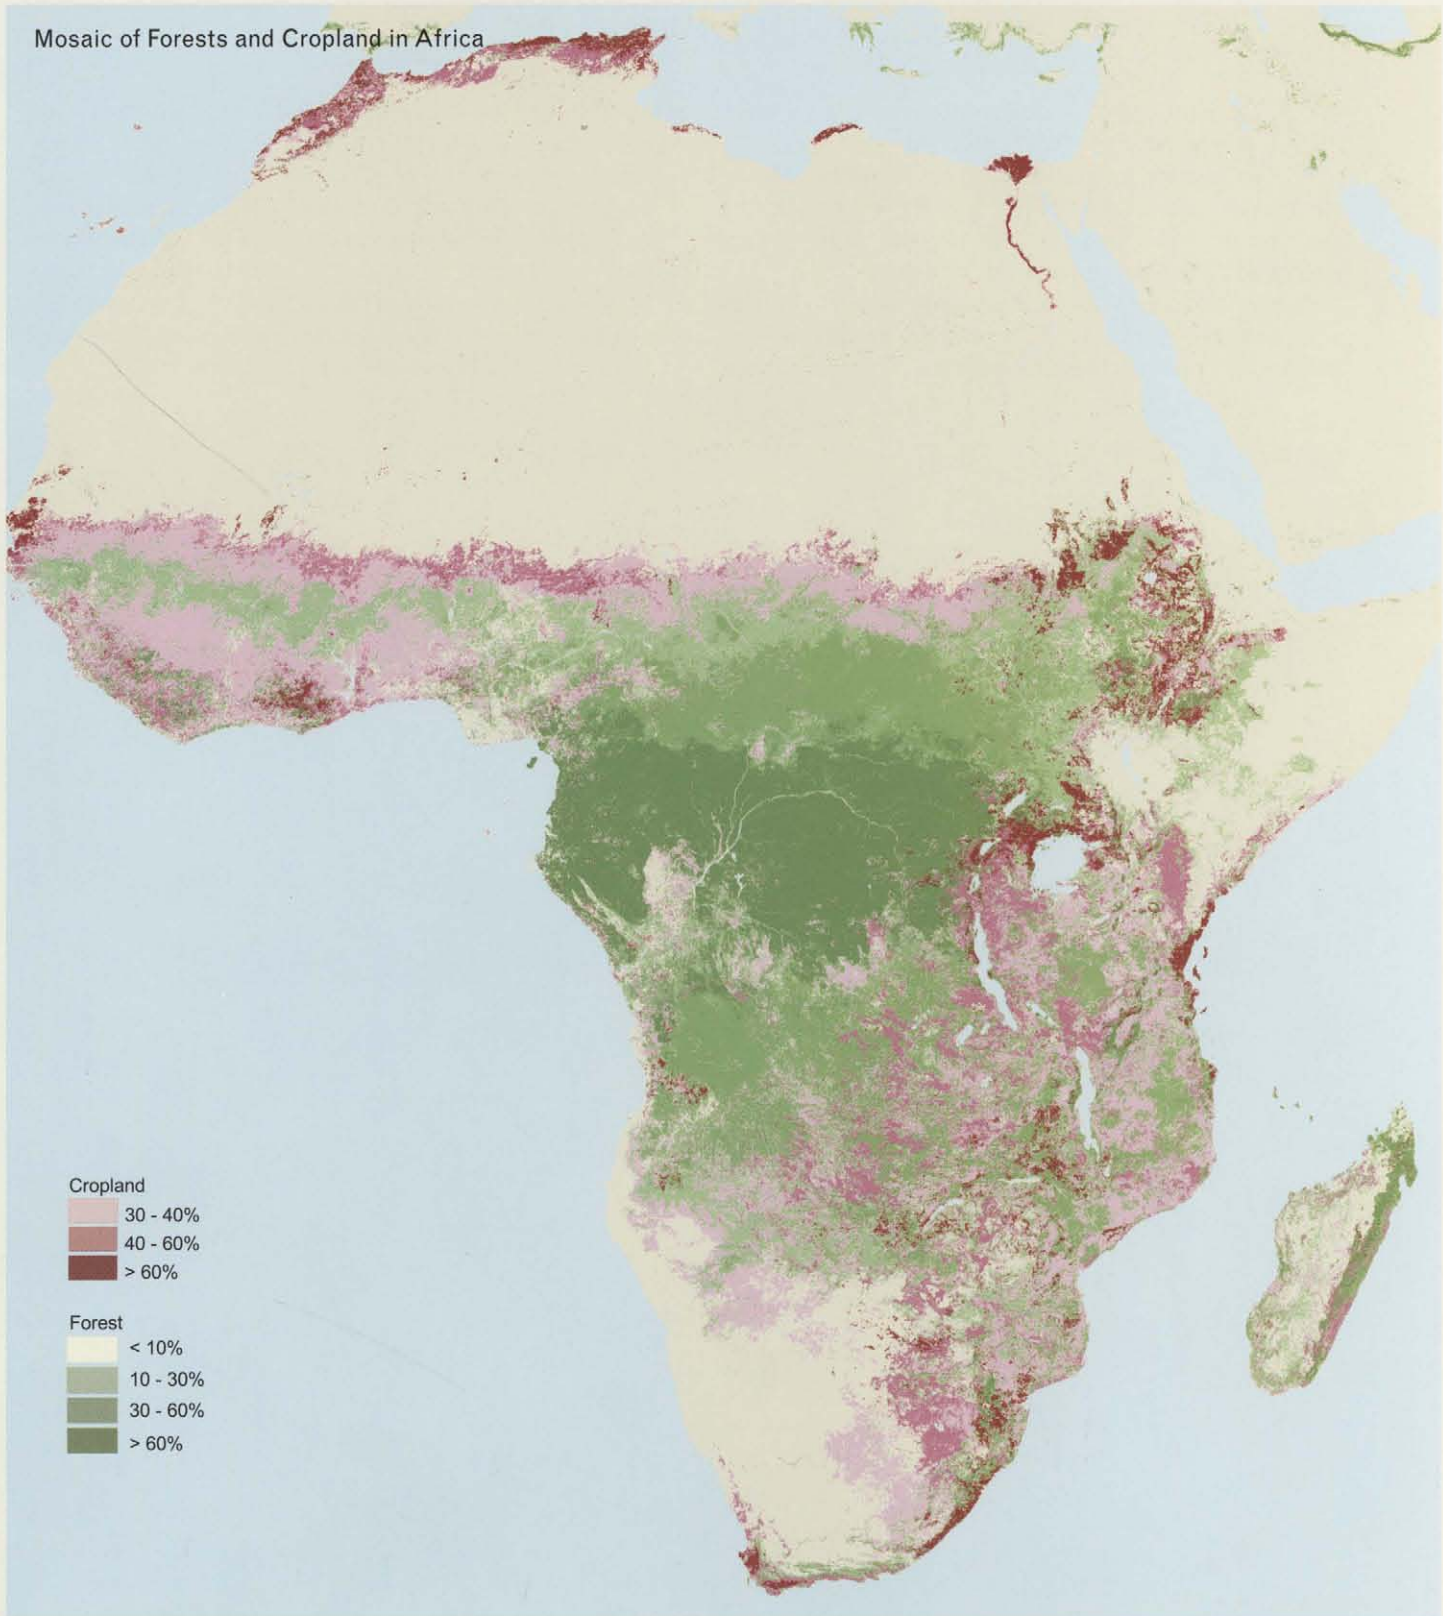 Mosaic of Forests and Cropland in Africa
Cropland
30 - 40%
40 - 60%
> 60%
Forest
< 10%
10 - 30%
30 - 60%
> 60%